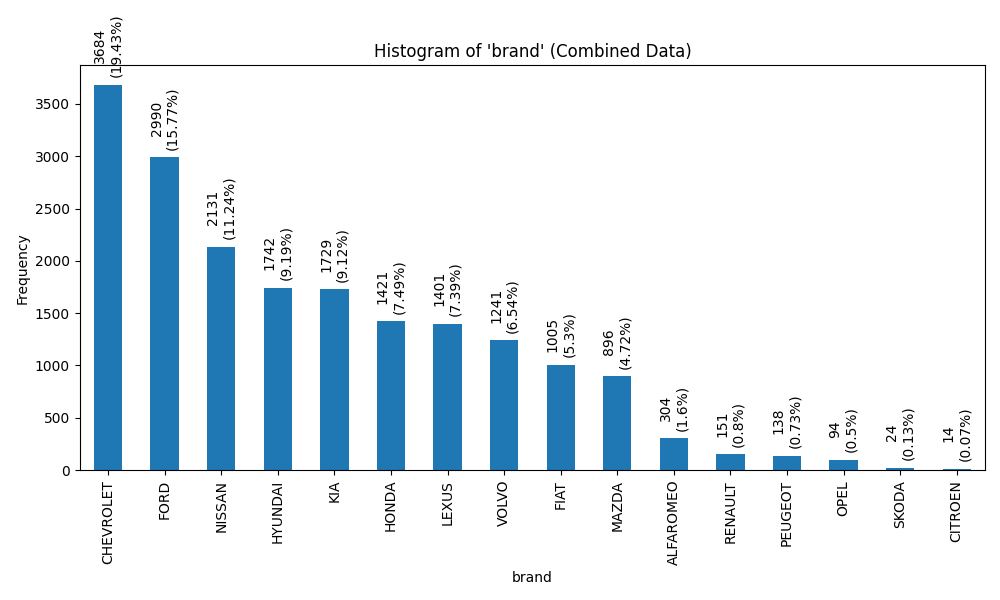 Histogram of 'brand' (Combined Data)
Frequency
3500
3000
2500
2000
1500
1000
500
0
3684
(19.43%)
2990
(15.77%)
2131
(11.24%)
1742
(9.19%)
1729
(9.12%)
1421
(7.49%)
1401
(7.39%)
1241
(6.54%)
1005
(5.3%)
896
(4.72%)
304
(1.6%)
151
(0.8%)
138
(0.73%)
94
(0.5%)
24
(0.13%)
14
(0.07%)
CHEVROLET
FORD
NISSAN
HYUNDAI
KIA
HONDA
LEXUS
VOLVO
FIAT
MAZDA
ALFAROMEO
RENAULT
PEUGEOT
OPEL
SKODA
CITROEN
brand